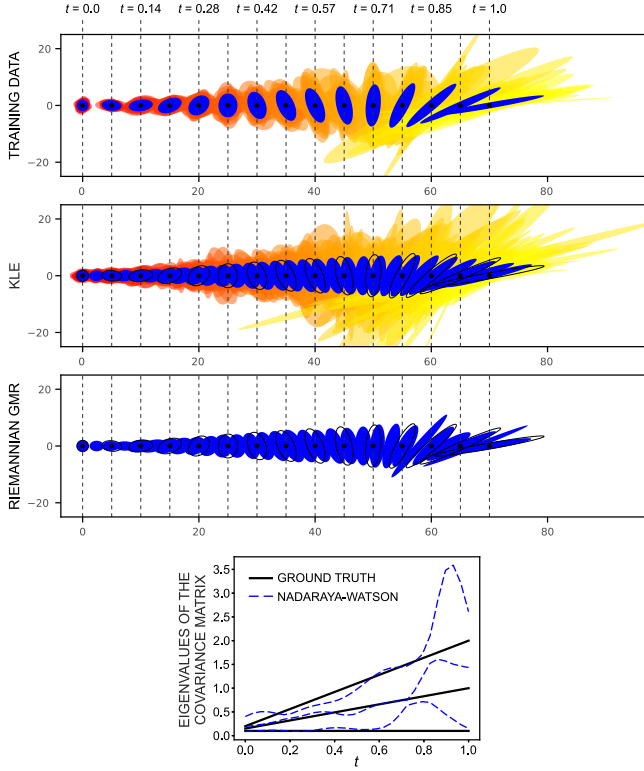 t = 0.0 t = 0.14 t = 0.28 t = 0.42 t = 0.57 t = 0.71 t = 0.85 t = 1.0
TRAINING DATA
20
0
−20
0 20 40 60 80
KLE
20
0
−20
0 20 40 60 80
RIEMANNIAN GMR
20
0
−20
0 20 40 60 80
EIGENVALUES OF THE
COVARIANCE MATRIX
3.5
3.0
2.5
2.0
1.5
1.0
0.5
0.0
GROUND TRUTH
NADARAYA-WATSON
0.0 0.2 0.4 0.6 0.8 1.0
t